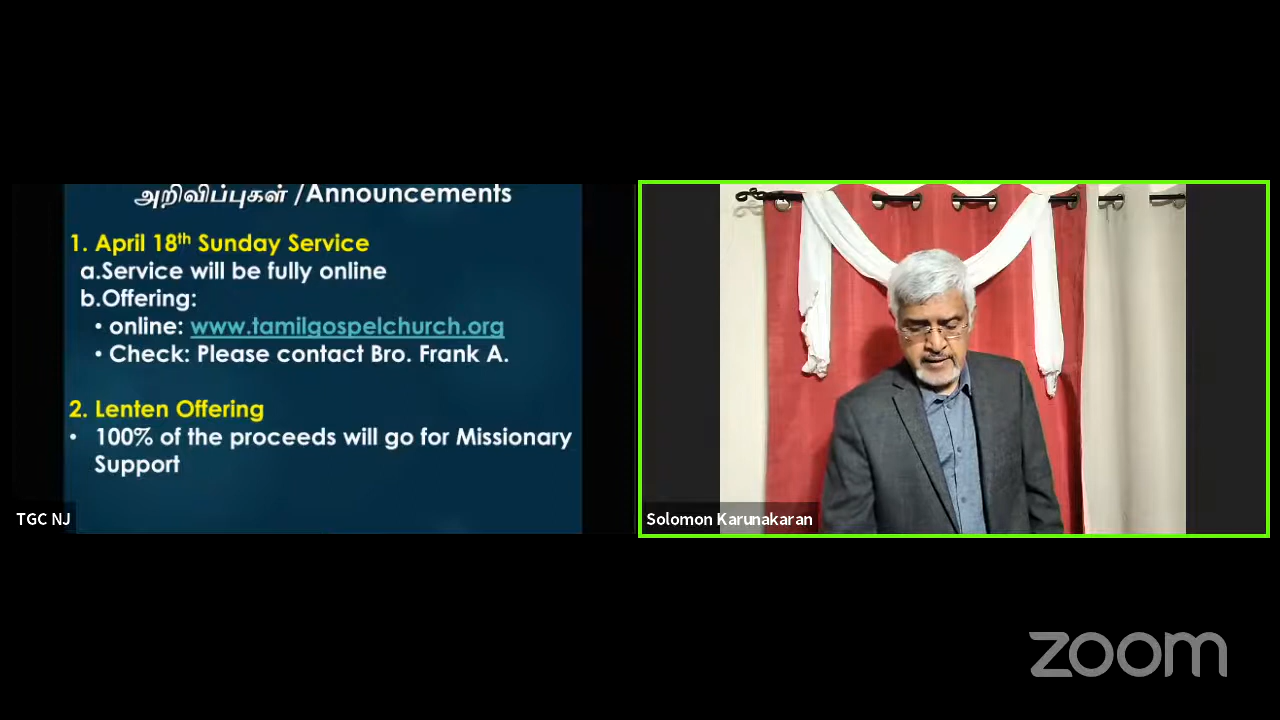 அறிவிப்புகள் /Announcements
1. April 18th Sunday Service
a.Service will be fully online
b.Offering:
• online: www.tamilgospelchurch.org
• Check: Please contact Bro. Frank A.
2. Lenten Offering
• 100% of the proceeds will go for Missionary
Support
TGC NJ
Solomon Karunakaran
zoom